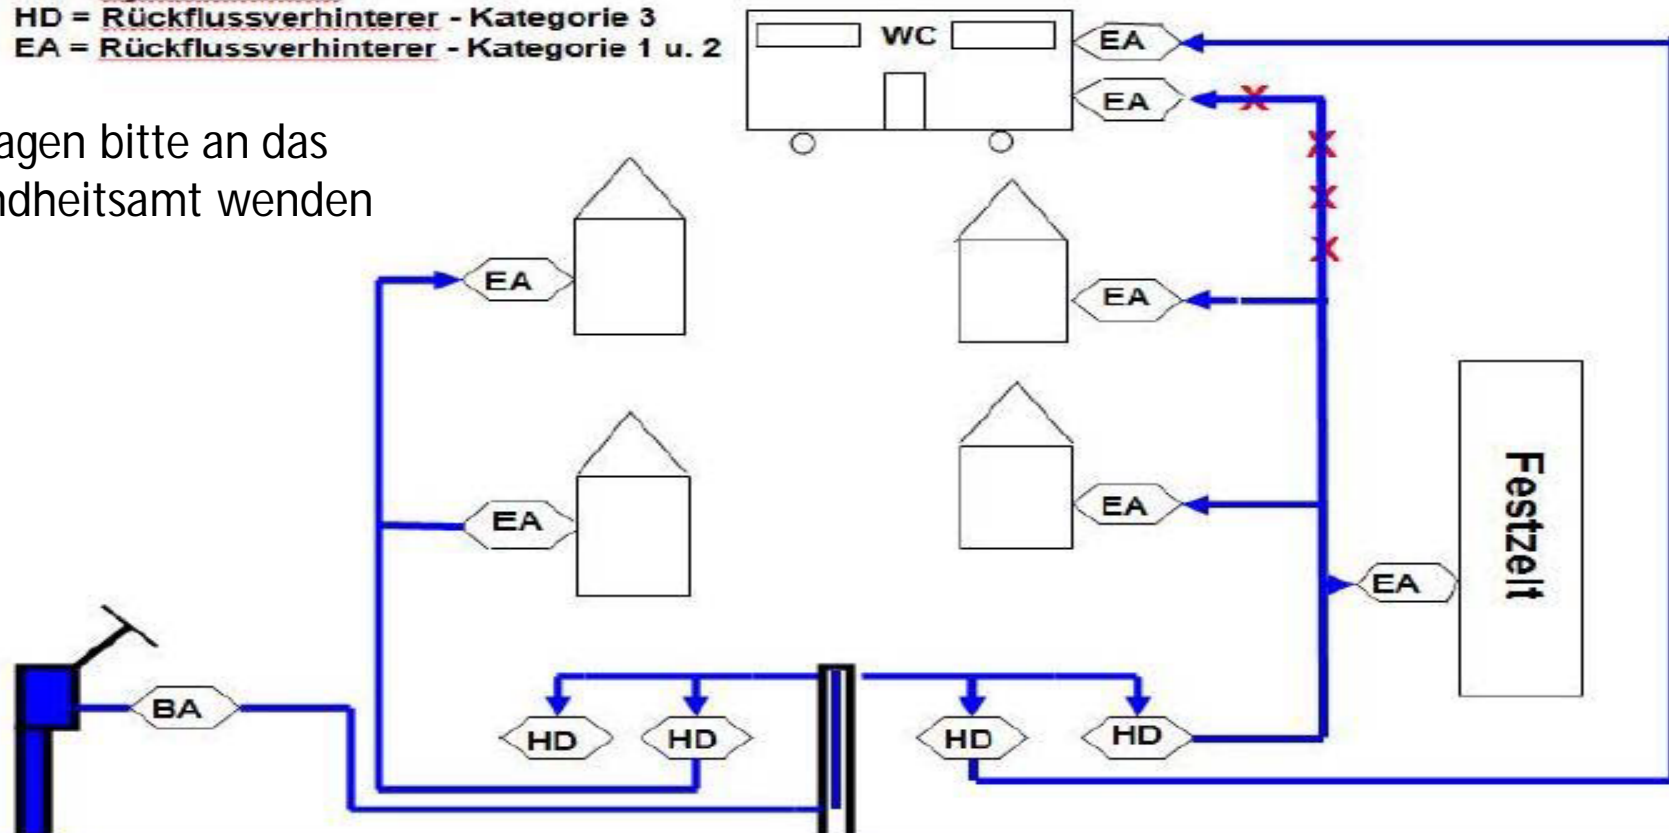 HD = Rückflussverhinterer - Kategorie 3
EA = Rückflussverhinterer - Kategorie 1 u. 2
agen bitte an das
ndheitsamt wenden
WC
EA
EA
EA
EA
EA
EA
EA
Festzelt
BA
HD
HD
HD
HD